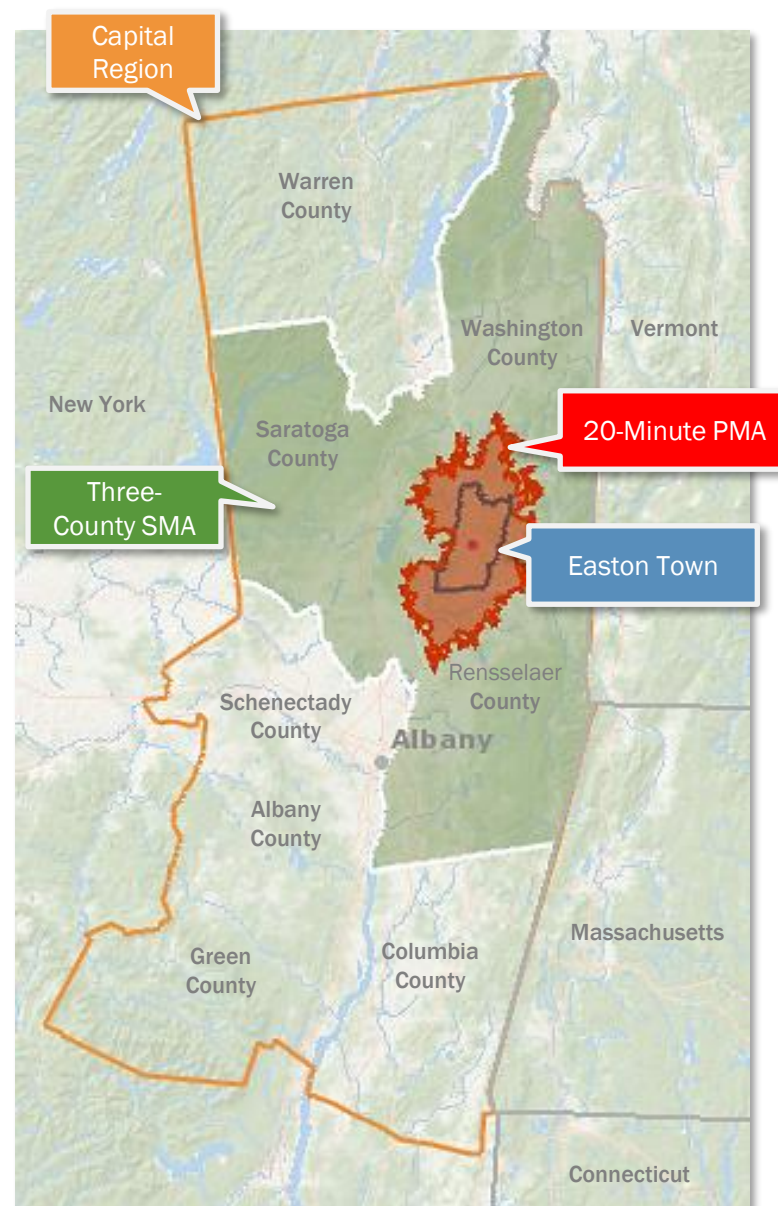 Capital
Region
Warren
County
Washington
County
Vermont
New York
Saratoga
County
20-Minute PMA
Three-
County SMA
Easton Town
Rensselaer
County
Schenectady
County
Albany
Albany
County
Massachusetts
Green
County
Columbia
County
Connecticut